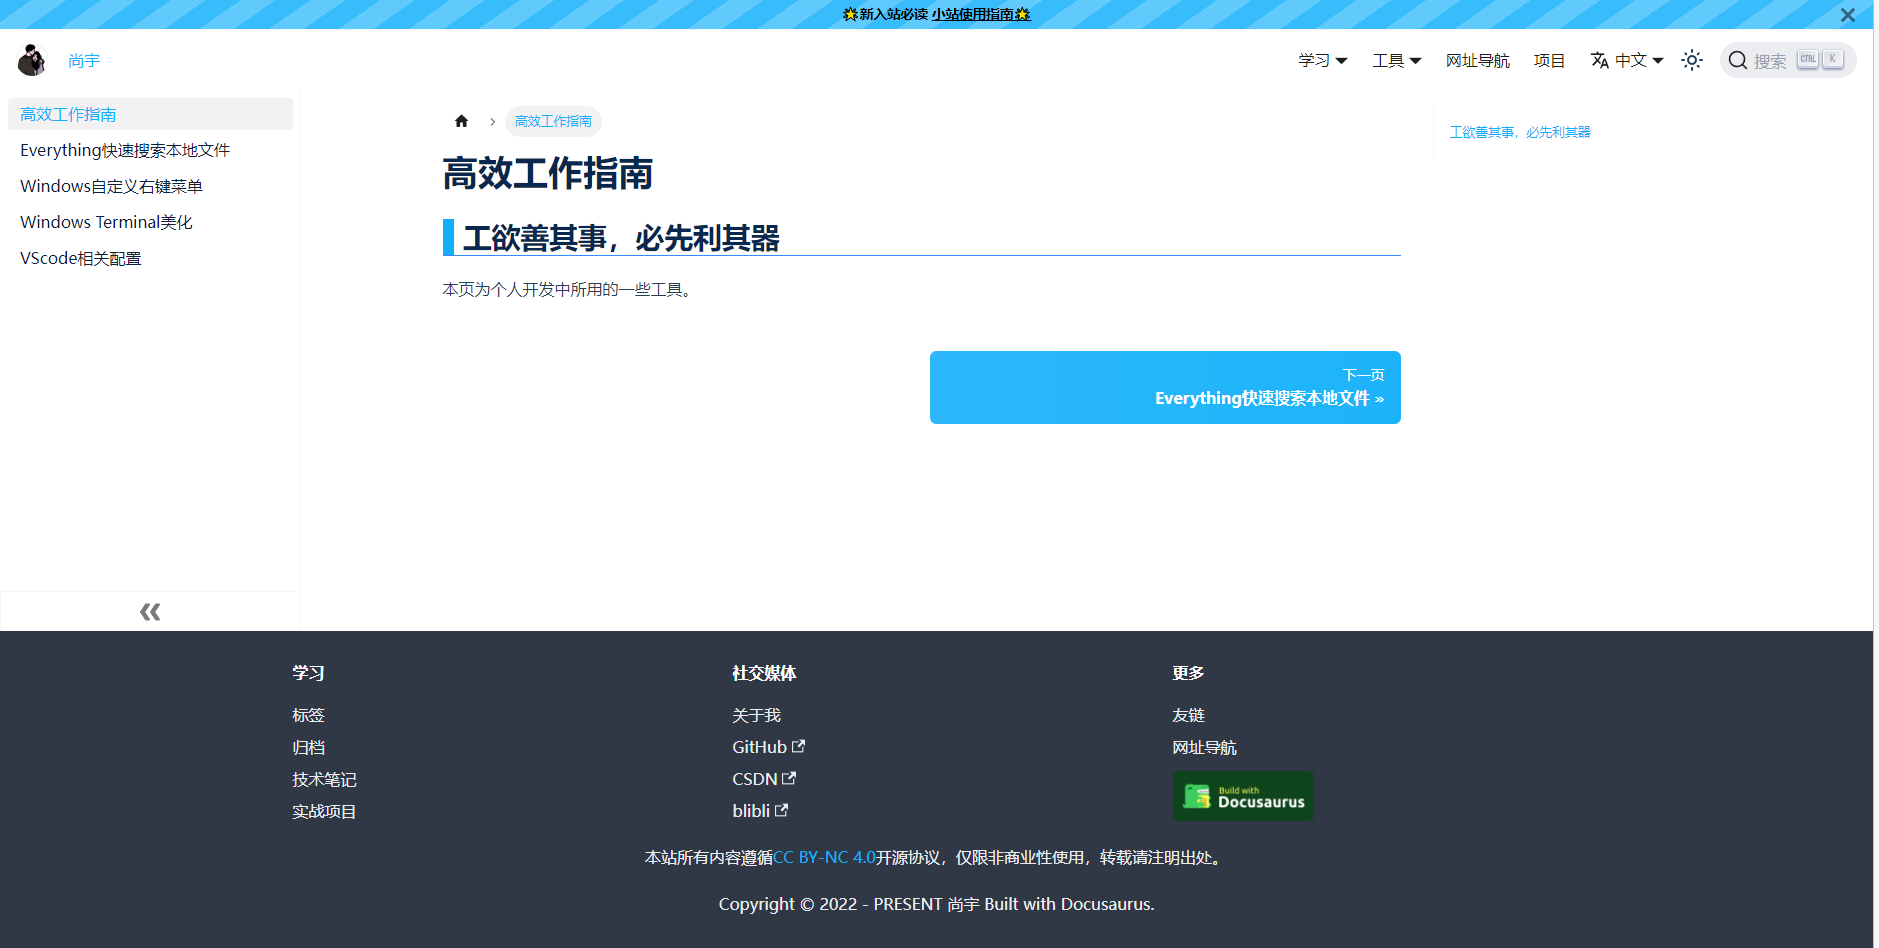 🌟新入站必读 小站使用指南🌟
尚宇
学习
工具
网址导航
项目
中文
搜索
CTRL
K
高效工作指南
Everything快速搜索本地文件
Windows自定义右键菜单
Windows Terminal美化
VScode相关配置
高效工作指南
高效工作指南
工欲善其事，必先利其器
本页为个人开发中所用的一些工具。
下一页
Everything快速搜索本地文件 »
工欲善其事，必先利其器
学习
标签
归档
技术笔记
实战项目
社交媒体
关于我
GitHub
CSDN
blibli
更多
友链
网址导航
Build with
Docusaurus
本站所有内容遵循CC BY-NC 4.0开源协议，仅限非商业性使用，转载请注明出处。
Copyright © 2022 - PRESENT 尚宇 Built with Docusaurus.